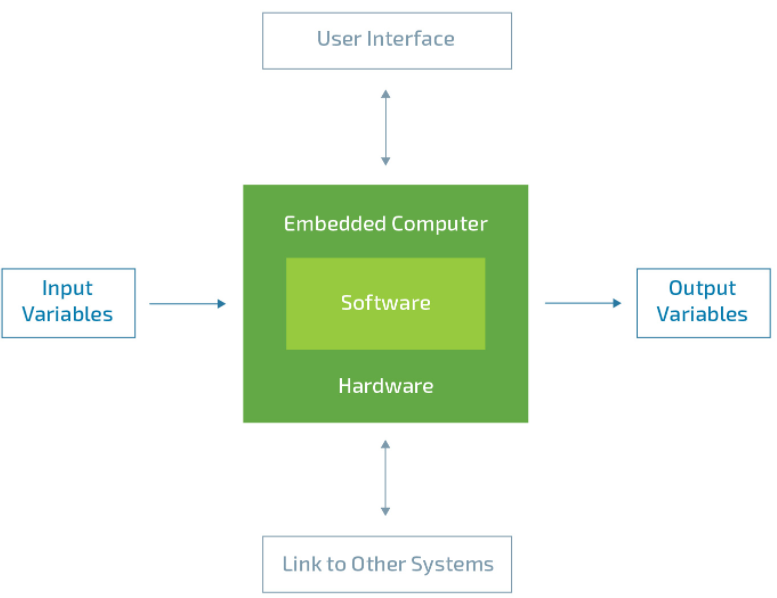 User Interface
Embedded Computer
Input
Variables
Software
Output
Variables
Hardware
Link to Other Systems